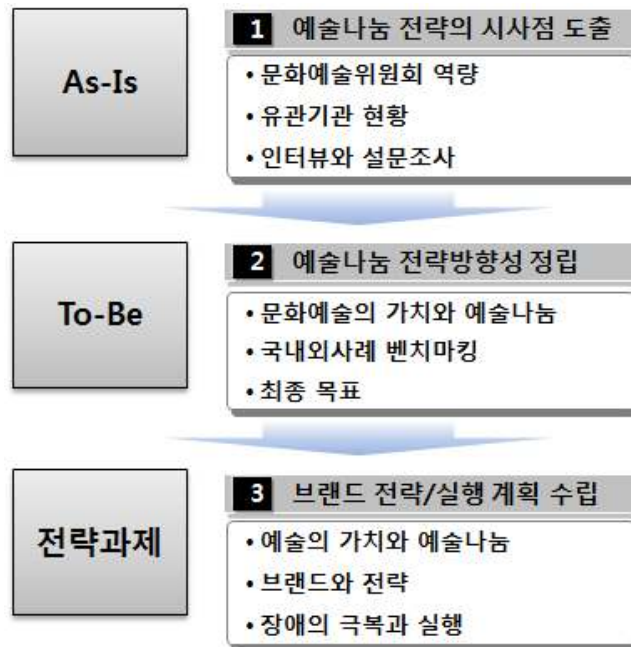 As-Is
1 예술나눔 전략의 시사점 도출
• 문화예술위원회 역량
• 유관기관 현황
• 인터뷰와 설문조사
To-Be
2 예술나눔 전략방향성 정립
• 문화예술의 가치와 예술나눔
• 국내외사례 벤치마킹
• 최종 목표
전략과제
3 브랜드 전략/실행 계획 수립
• 예술의 가치와 예술나눔
• 브랜드와 전략
• 장애의 극복과 실행